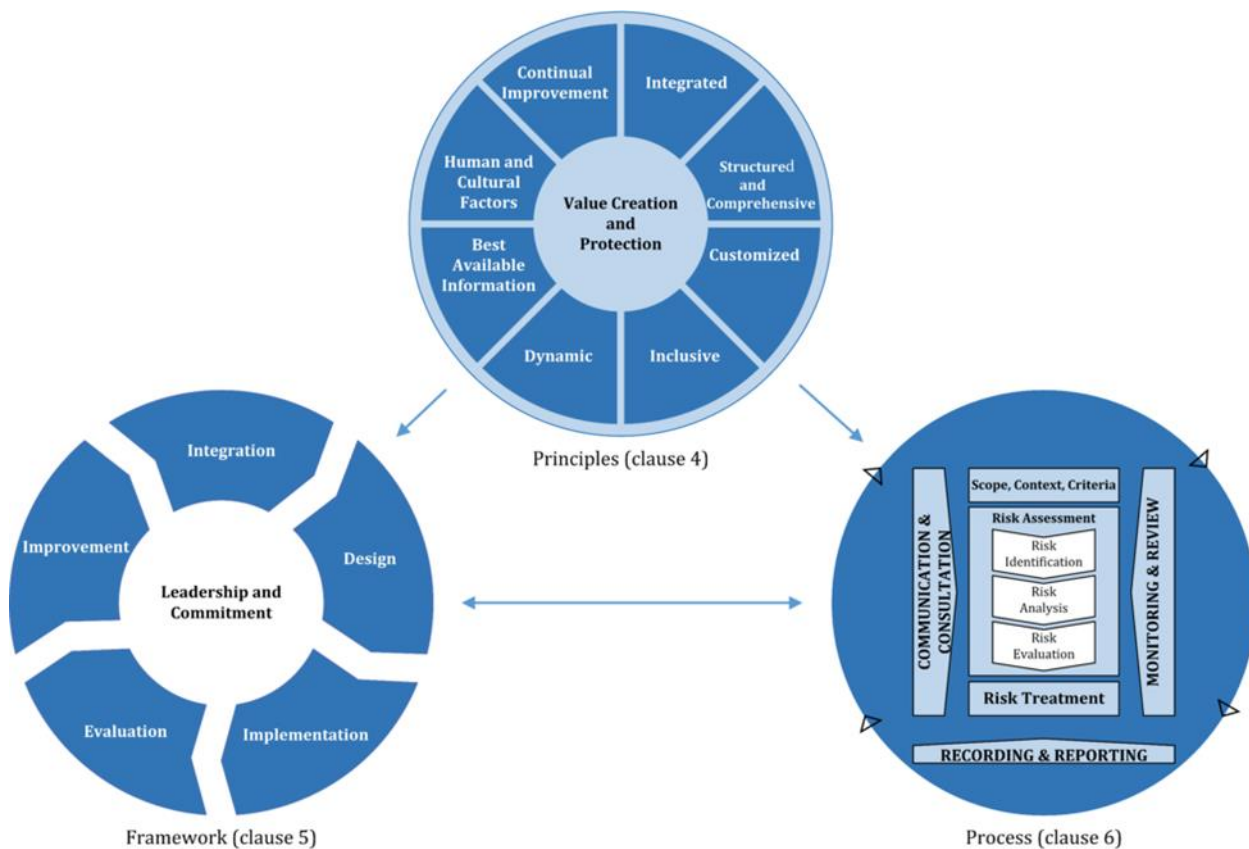 Continual
Improvement
Integrated
Human and
Cultural
Factors
Value Creation
and
Protection
Structured
and
Comprehensive
Best
Available
Information
Customized
Dynamic
Inclusive
Principles (clause 4)
Integration
Improvement
Design
Leadership and
Commitment
Evaluation
Implementation
Framework (clause 5)
COMMUNICATION &
CONSULTATION
Scope, Context, Criteria
Risk Assessment
Risk
Identification
Risk
Analysis
Risk
Evaluation
Risk Treatment
MONITORING & REVIEW
RECORDING & REPORTING
Process (clause 6)